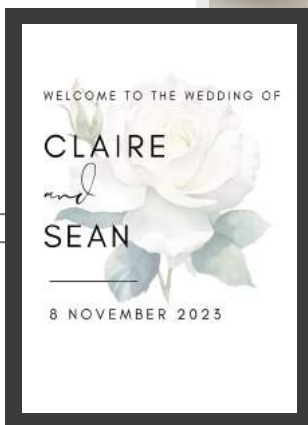 WELCOME TO THE WEDDING OF
CLAIRE
and
SEAN
8 NOVEMBER 2023